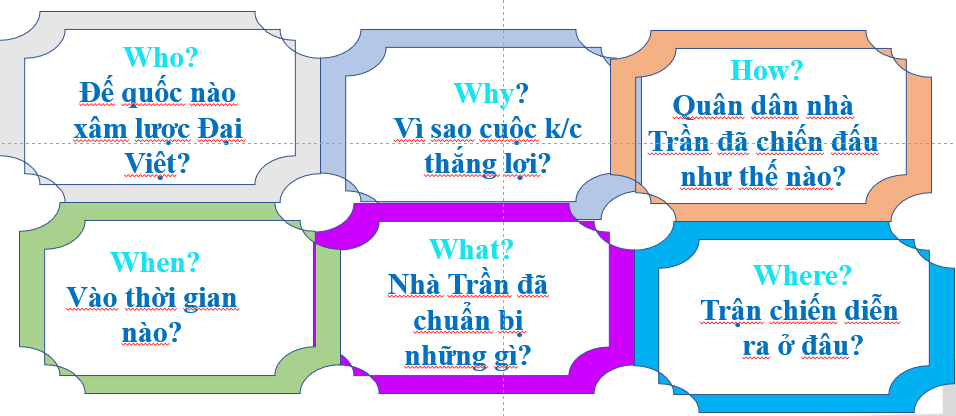 Who?
Đế quốc nào
xâm lược Đại
Việt?
Why?
Vì sao cuộc k/c
thắng lợi?
How?
Quân dân nhà
Trần đã chiến đấu
như thế nào?
When?
Vào thời gian
nào?
What?
Nhà Trần đã
chuẩn bị
những gì?
Where?
Trận chiến diễn
ra ở đâu?